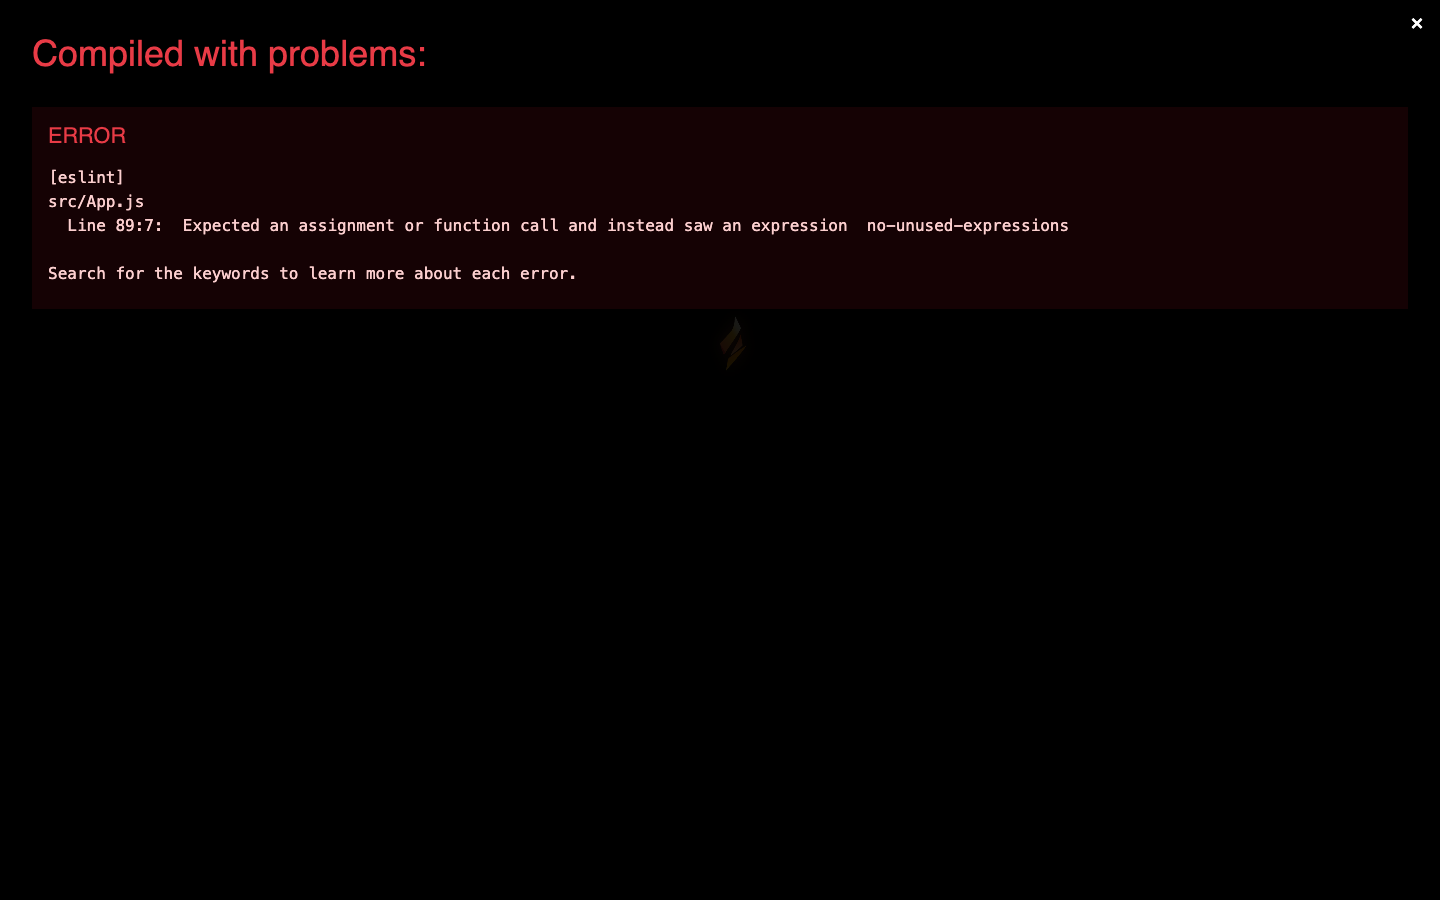 ×
Compiled with problems:
ERROR
[eslint]
src/App.js
Line 89:7:  Expected an assignment or function call and instead saw an expression  no-unused-expressions
Search for the keywords to learn more about each error.